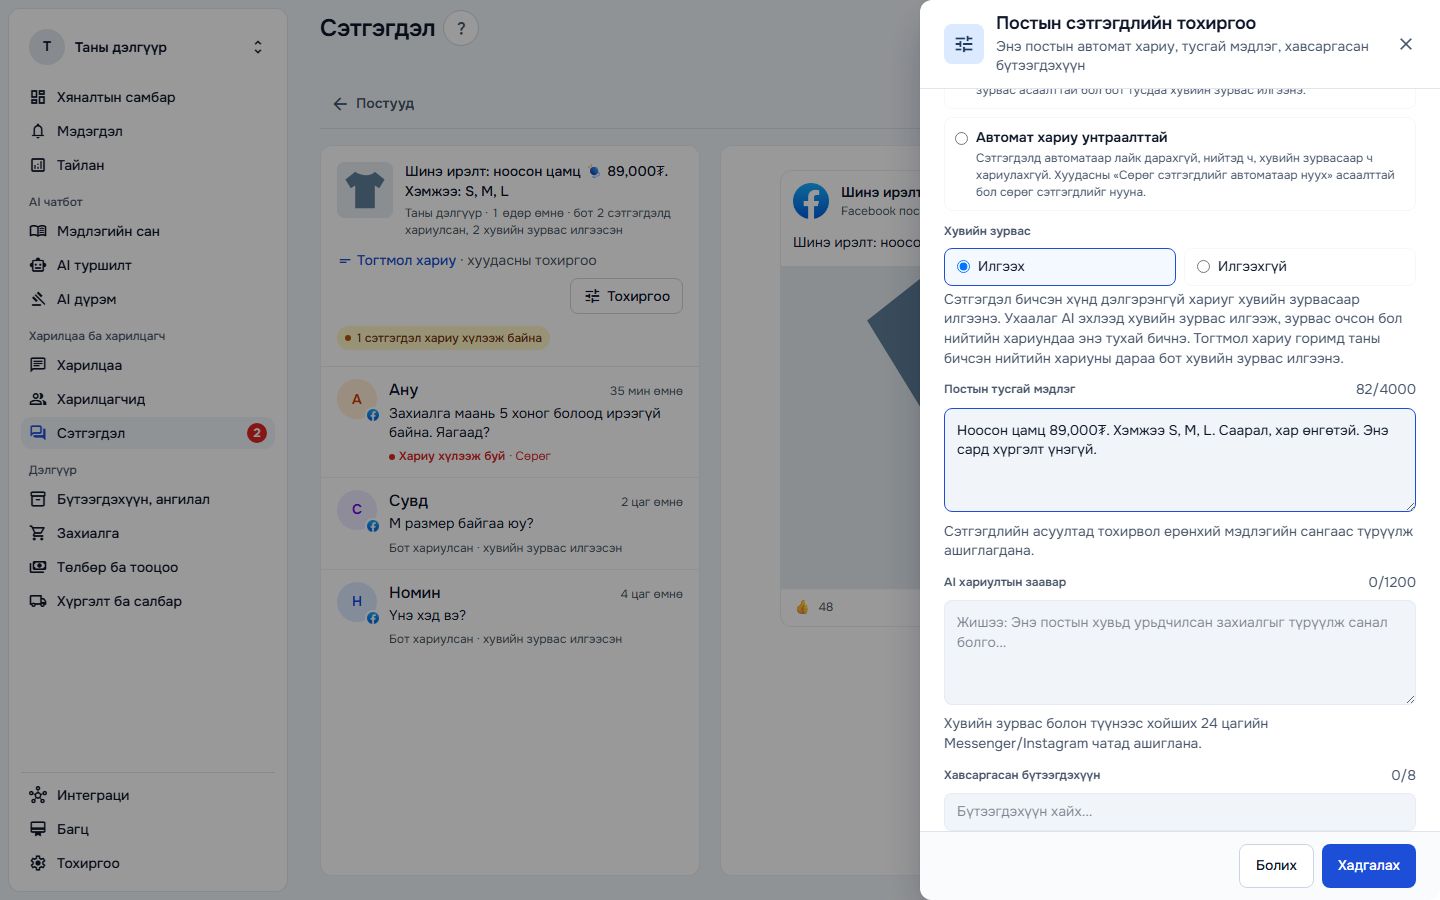 Т
Таны дэлгүүр
Хяналтын самбар
Мэдэгдэл
Тайлан
AI чатбот
Мэдлэгийн сан
AI туршилт
AI дүрэм
Харилцаа ба харилцагч
Харилцаа
Харилцагчид
Сэтгэгдэл
2
Дэлгүүр
Бүтээгдэхүүн, ангилал
Захиалга
Төлбөр ба тооцоо
Хүргэлт ба салбар
Интеграци
Багц
Тохиргоо
Сэтгэгдэл
?
Постууд
Шинэ ирэлт: ноосон цамц 89,000₮.
Хэмжээ: S, M, L
Таны дэлгүүр · 1 өдөр өмнө · бот 2 сэтгэгдэлд
хариулсан, 2 хувийн зурвас илгээсэн
Тогтмол хариу · хуудасны тохиргоо
Тохиргоо
1 сэтгэгдэл хариу хүлээж байна
А
Ану
35 мин өмнө
Захиалга маань 5 хоног болоод ирээгүй
байна. Яагаад?
Хариу хүлээж буй · Сөрөг
С
Сувд
2 цаг өмнө
М размер байгаа юу?
Бот хариулсан · хувийн зурвас илгээсэн
Н
Номин
4 цаг өмнө
Үнэ хэд вэ?
Бот хариулсан · хувийн зурвас илгээсэн
Шинэ ирэлт
Facebook пос
Шинэ ирэлт: ноосо
48
Постын сэтгэгдлийн тохиргоо
Энэ постын автомат хариу, тусгай мэдлэг, хавсаргасан
бүтээгдэхүүн
зурвас асаалттай бол бот тусдаа хувийн зурвас илгээнэ.
Автомат хариу унтраалттай
Сэтгэгдэлд автоматаар лайк дарахгүй, нийтэд ч, хувийн зурвасаар ч
хариулахгүй. Хуудасны «Сөрөг сэтгэгдлийг автоматаар нуух» асаалттай
бол сөрөг сэтгэгдлийг нууна.
Хувийн зурвас
Илгээх
Илгээхгүй
Сэтгэгдэл бичсэн хүнд дэлгэрэнгүй хариуг хувийн зурвасаар
илгээнэ. Ухаалаг AI эхлээд хувийн зурвас илгээж, зурвас очсон бол
нийтийн хариундаа энэ тухай бичнэ. Тогтмол хариу горимд таны
бичсэн нийтийн хариуны дараа бот хувийн зурвас илгээнэ.
Постын тусгай мэдлэг
82/4000
Ноосон цамц 89,000₮. Хэмжээ S, M, L. Саарал, хар өнгөтэй. Энэ
сард хүргэлт үнэгүй.
Сэтгэгдлийн асуултад тохирвол ерөнхий мэдлэгийн сангаас түрүүлж
ашиглагдана.
AI хариултын заавар
0/1200
Жишээ: Энэ постын хувьд урьдчилсан захиалгыг түрүүлж санал
болго...
Хувийн зурвас болон түүнээс хойших 24 цагийн
Messenger/Instagram чатад ашиглана.
Хавсаргасан бүтээгдэхүүн
0/8
Бүтээгдэхүүн хайх...
Болих
Хадгалах